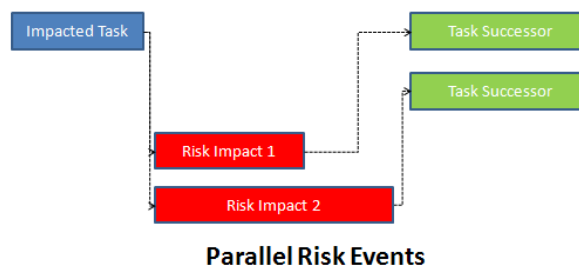 Impacted Task
Task Successor
Task Successor
Risk Impact 1
Risk Impact 2
Parallel Risk Events